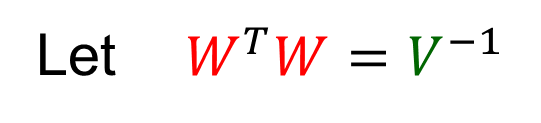 Let $W^T W = V^{-1}$